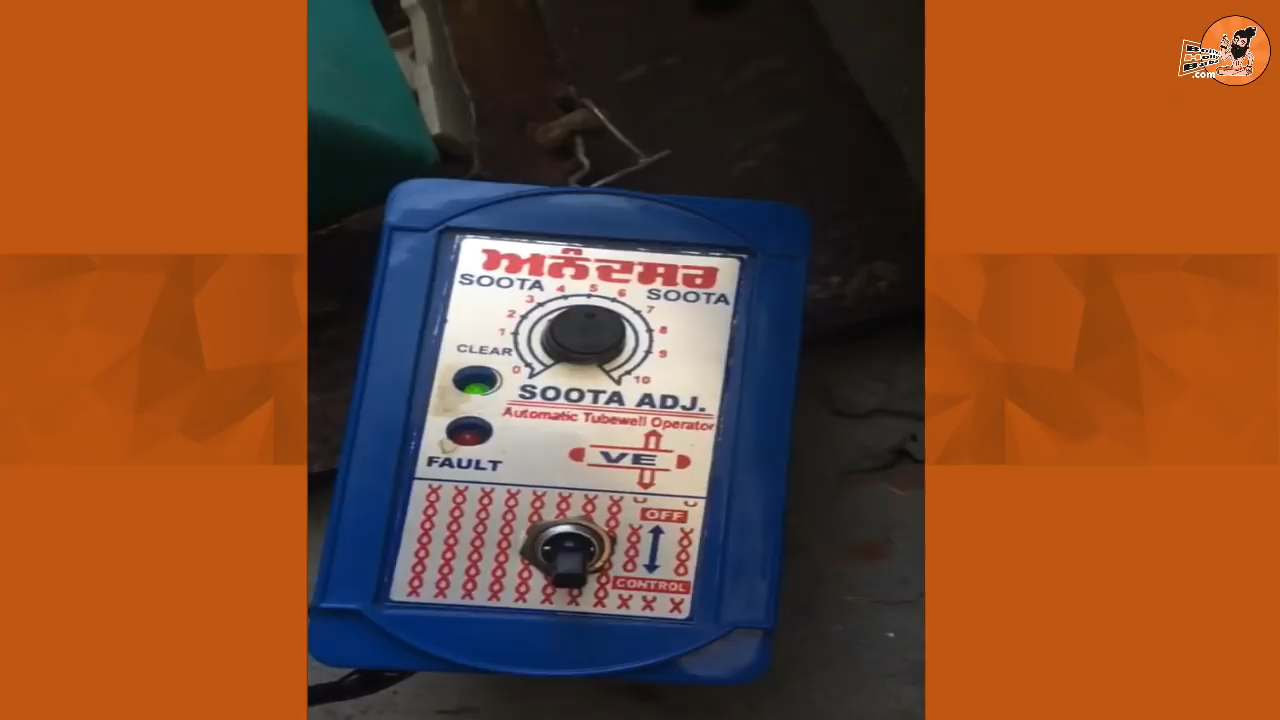 ਅਨੰਦਸਰ
SOOTA SOOTA
0 1 2 3 4 5 6 7 8 9 10
CLEAR
SOOTA ADJ.
Automatic Tubewell Operator
VE
FAULT
OFF
CONTROL
.com